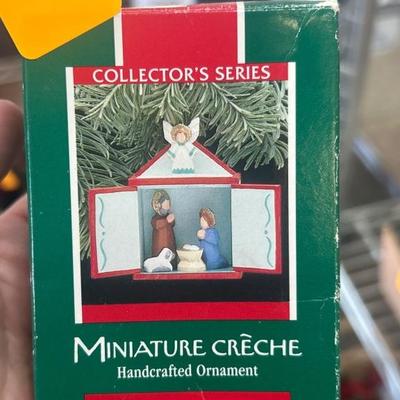 COLLECTOR'S SERIES
MINIATURE CRÈCHE
Handcrafted Ornament